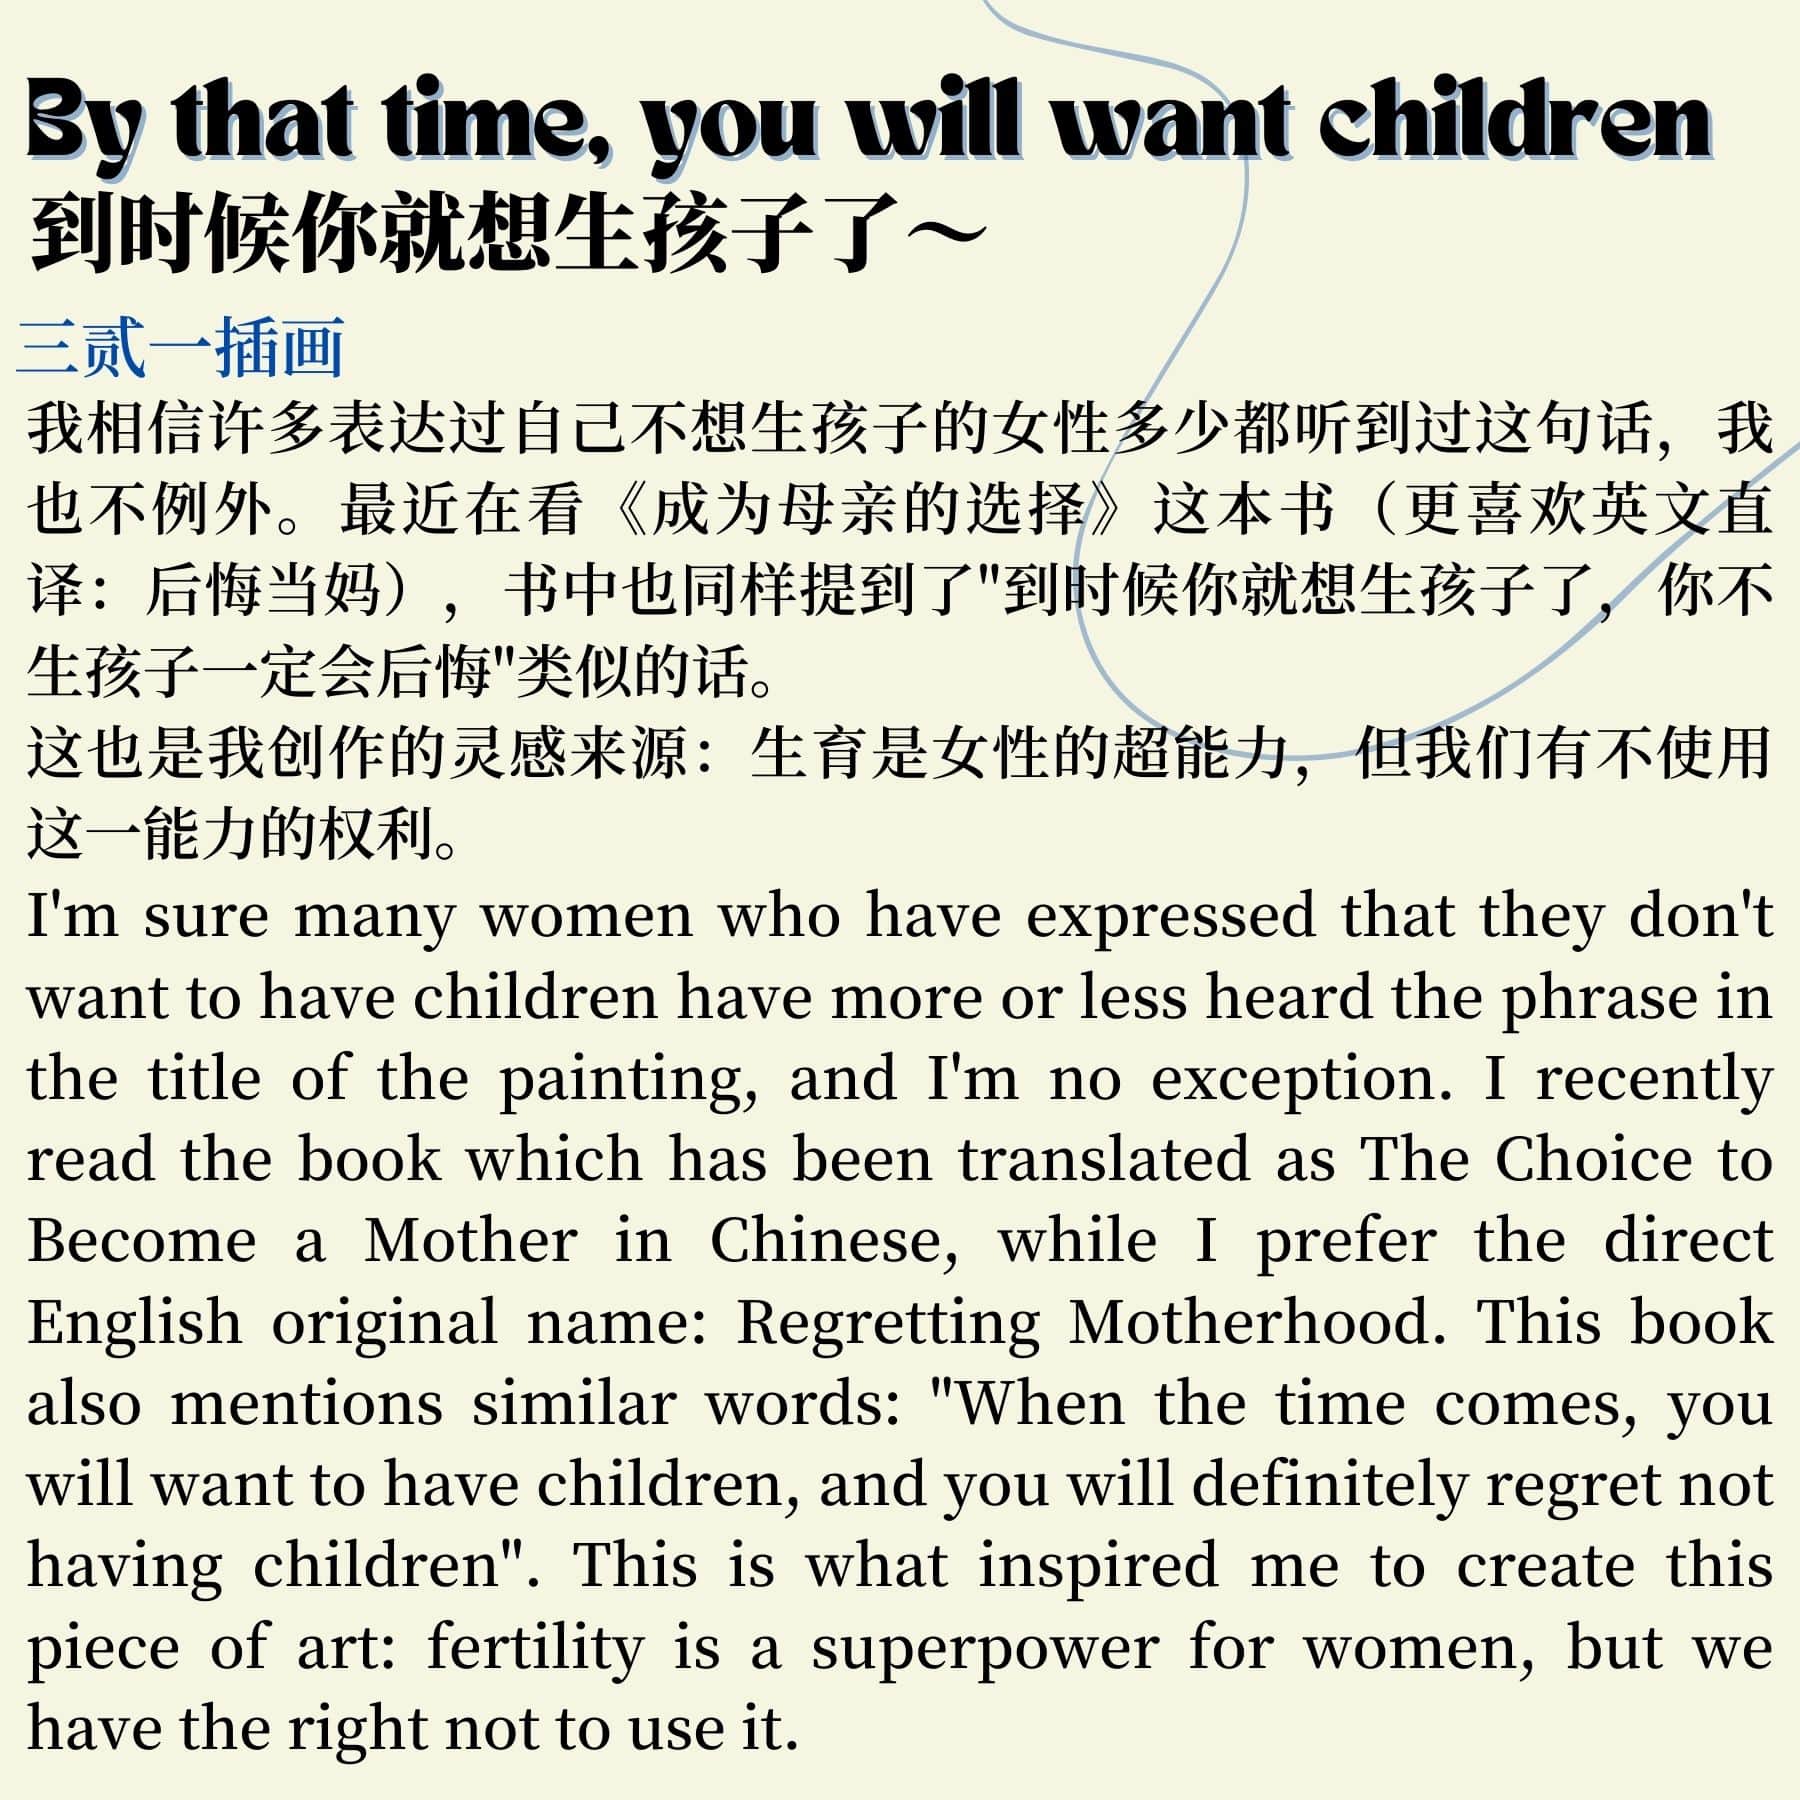 By that time, you will want children
到时候你就想生孩子了～
三贰一插画
我相信许多表达过自己不想生孩子的女性多少都听到过这句话，我
也不例外。最近在看《成为母亲的选择》这本书（更喜欢英文直
译：后悔当妈），书中也同样提到了"到时候你就想生孩子了，你不
生孩子一定会后悔"类似的话。
这也是我创作的灵感来源：生育是女性的超能力，但我们有不使用
这一能力的权利。
I'm sure many women who have expressed that they don't
want to have children have more or less heard the phrase in
the title of the painting, and I'm no exception. I recently
read the book which has been translated as The Choice to
Become a Mother in Chinese, while I prefer the direct
English original name: Regretting Motherhood. This book
also mentions similar words: "When the time comes, you
will want to have children, and you will definitely regret not
having children". This is what inspired me to create this
piece of art: fertility is a superpower for women, but we
have the right not to use it.